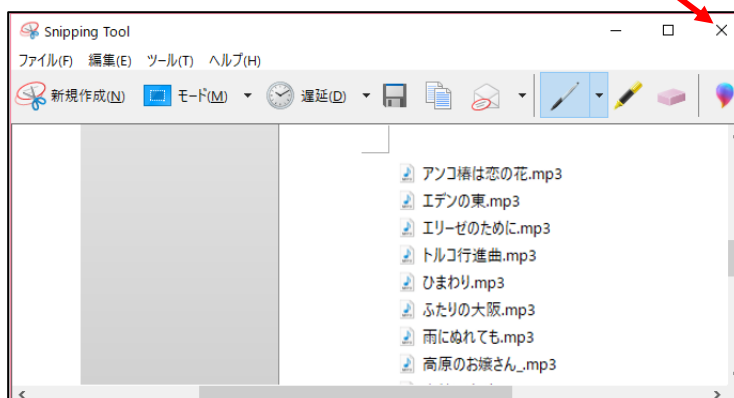 Snipping Tool
ファイル(F) 編集(E) ツール(T) ヘルプ(H)
新規作成(N) モード(M) 遅延(D)
アンコ椿は恋の花.mp3
エデンの東.mp3
エリーゼのために.mp3
トルコ行進曲.mp3
ひまわり.mp3
ふたりの大阪.mp3
雨にぬれても.mp3
高原のお嬢さん_.mp3